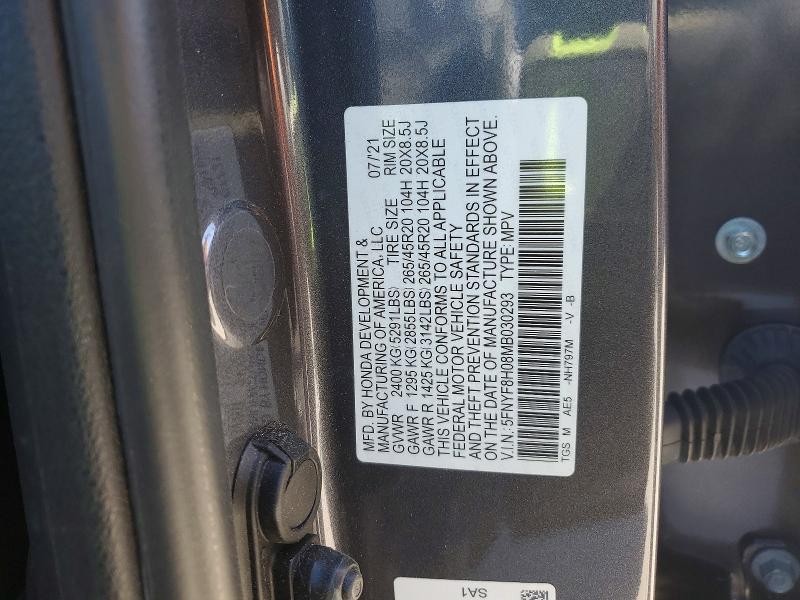 MFD. BY HONDA DEVELOPMENT &
MANUFACTURING OF AMERICA, LLC 07/'21
GVWR 2400 KG(5291LBS) TIRE SIZE RIM SIZE
GAWR F 1295 KG(2855LBS)265/45R20 104H 20X8.5J
GAWR R 1425 KG(3142LBS)265/45R20 104H 20X8.5J
THIS VEHICLE CONFORMS TO ALL APPLICABLE
FEDERAL MOTOR VEHICLE SAFETY
AND THEFT PREVENTION STANDARDS IN EFFECT
ON THE DATE OF MANUFACTURE SHOWN ABOVE.
V.I.N.:5FNYF8H08MB030293 TYPE: MPV
TGS M AE5 -NH797M -V -B
SA1